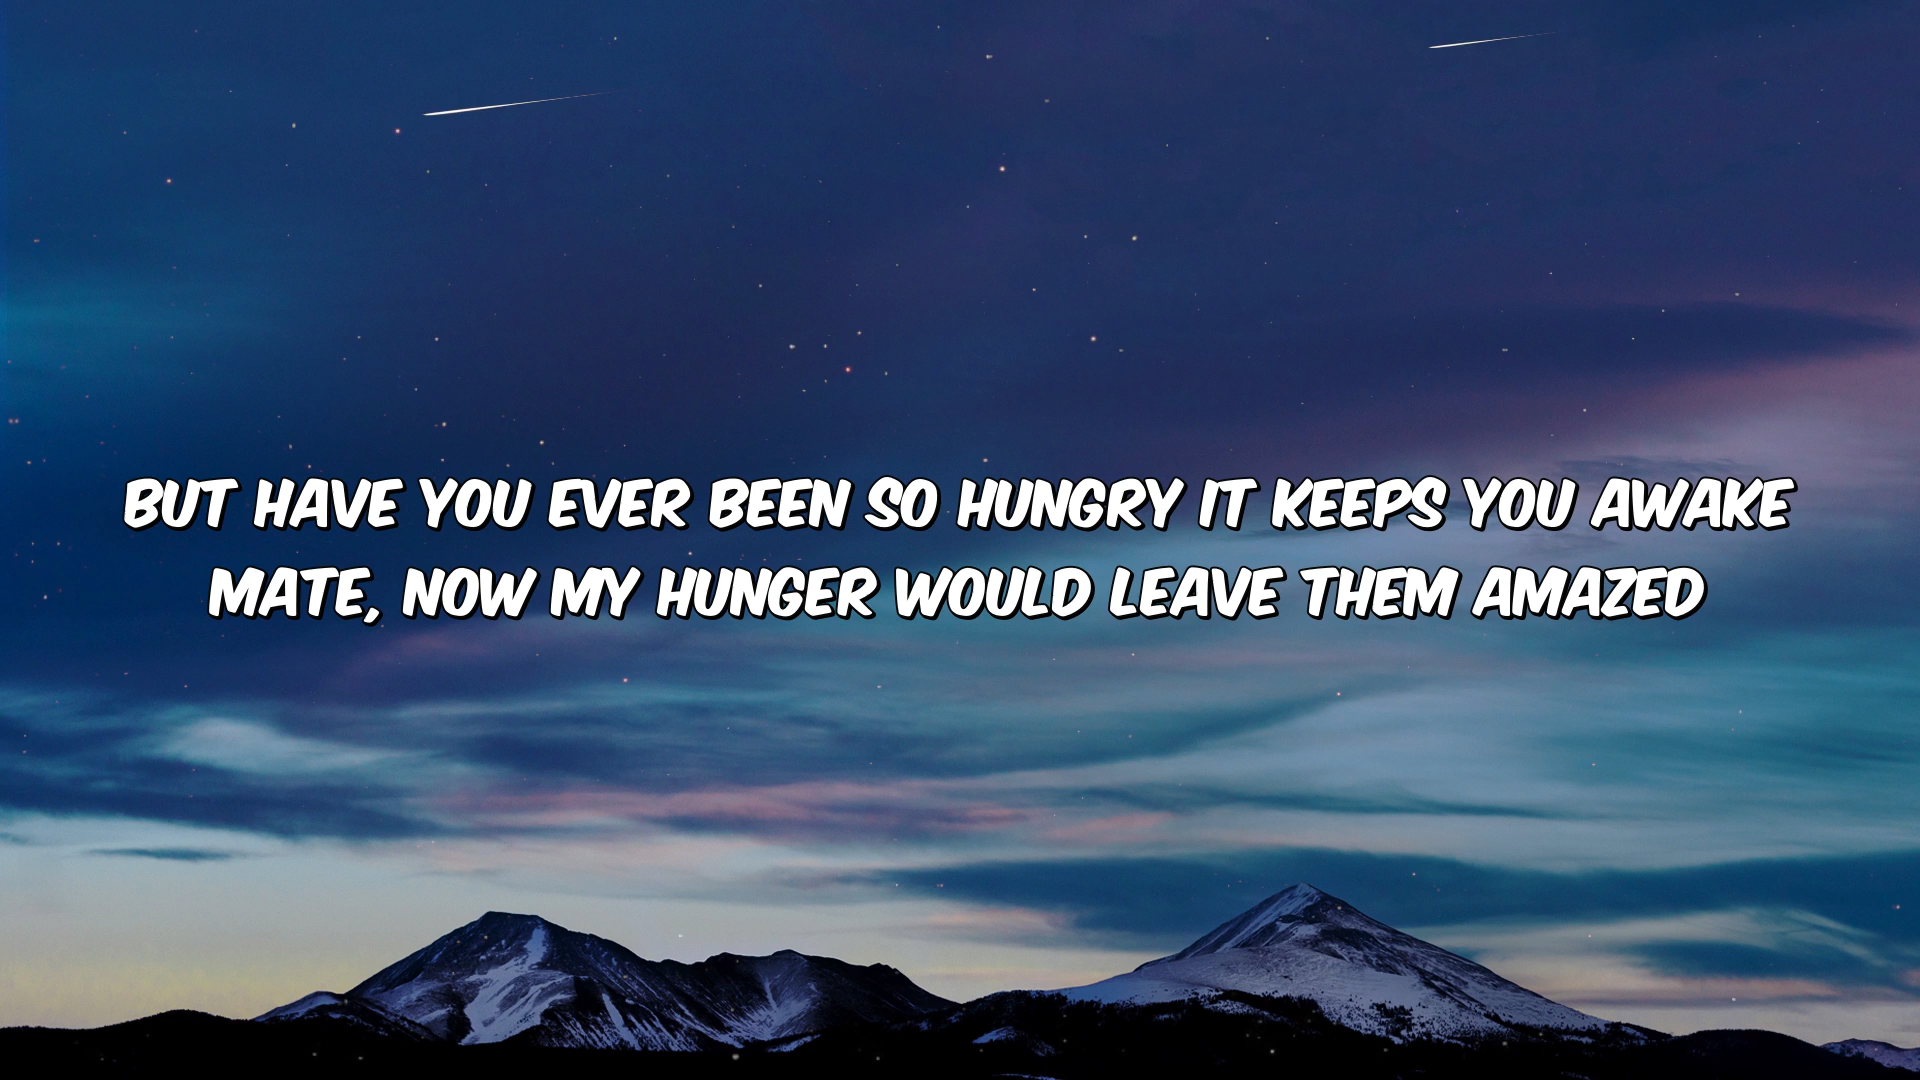 BUT HAVE YOU EVER BEEN SO HUNGRY IT KEEPS YOU AWAKE
MATE, NOW MY HUNGER WOULD LEAVE THEM AMAZED